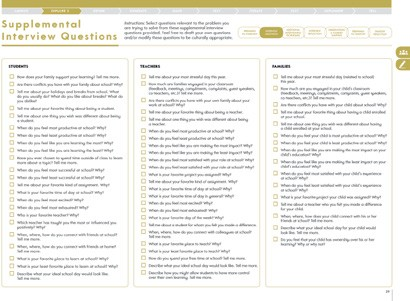 Supplemental
Interview Questions
Instructions: Select questions relevant to the problem you
are trying to solve from these supplemental interview
questions provided. Feel free to draft your own questions
and/or modify these questions to be culturally appropriate.
STUDENTS
How does your family support your learning? Tell me more.
Are there conflicts you have with your family about school? Why?
Tell me about your holidays and breaks from school. What
do you usually do? What do you like about breaks? What do
you dislike?
Tell me about your favorite thing about being a student.
Tell me about one thing you wish was different about being
a student.
When do you feel most productive at school? Why?
When do you feel least productive at school? Why?
When do you feel like you are learning the most? Why?
When do you feel like you are learning the least? Why?
Have you ever chosen to spend time outside of class to learn
more about a topic? Tell me more.
When do you feel most successful at school? Why?
When do you feel least successful at school? Why?
Tell me about your favorite kind of assignment. Why?
What is your favorite time of day at school? Why?
When do you feel most excited? Why?
When do you feel most exhausted? Why?
Who is your favorite teacher? Why?
Which teacher has taught you the most or influenced you
positively? Why?
When, where, how do you connect with friends at school?
Tell me more.
When, where, how do you connect with friends at home?
Tell me more.
What is your favorite place to learn at school? Why?
What is your least favorite place to learn at school? Why?
Describe what your ideal school day would look like.
Tell me more.
TEACHERS
Tell me about your most stressful day this year.
How much are families engaged in your classroom
(feedback, meetings, compliments, complaints, guest speakers,
co-teachers, etc.)? Tell me more.
Are there conflicts you have with your own family about your
work at school? Why?
Tell me about your favorite thing about being a teacher.
Tell me about one thing you wish was different about being
a teacher.
When do you feel most productive at school? Why?
When do you feel least productive at school? Why?
When do you feel like you are making the most impact? Why?
When do you feel like you are making the least impact? Why?
When do you feel most satisfied with your role at school? Why?
When do you feel least satisfied with your role at school? Why?
What is your favorite project you assigned? Why?
Tell me about your favorite kind of assignment. Why?
What is your favorite time of day at school? Why?
What is your favorite time of day in general? Why?
When do you feel most excited? Why?
When do you feel most exhausted? Why?
What is your favorite day of the week? Why?
Tell me about a student for whom you felt you made a difference.
When, where, how do you connect with colleagues at school?
Tell me more.
What is your favorite place to teach? Why?
What is your least favorite place to teach? Why?
How do you spend your free time at school? Tell me more.
Describe what your ideal school day would look like. Tell me more.
Describe how you might allow students to have more control
over their own learning. Tell me more.
FAMILIES
Tell me about your most stressful day related to school
this year.
How much are you engaged in your child's classroom
(feedback, meetings, compliments, complaints, guest speakers,
co-teachers, etc.)? Tell me more.
Are there conflicts you have with your child about school? Why?
Tell me about your favorite thing about having a child enrolled
at your school.
Tell me about one thing you wish was different about having
a child enrolled at your school.
When do you feel your child is most productive at school? Why?
When do you feel your child is least productive at school? Why?
When do you feel like you are making the most impact on your
child's education? Why?
When do you feel like you are making the least impact on your
child's education? Why?
When do you feel most satisfied with your child's experience
at school? Why?
When do you feel least satisfied with your child's experience
at school? Why?
What is your favorite project your child was assigned? Why?
Tell me about a teacher who you felt made a difference
for your child.
When, where, how does your child connect with his or her
friends at school? Tell me more.
Describe what your ideal school day for your child would
look like. Tell me more.
Do you feel that your child has ownership over his or her
learning? Why or why not?